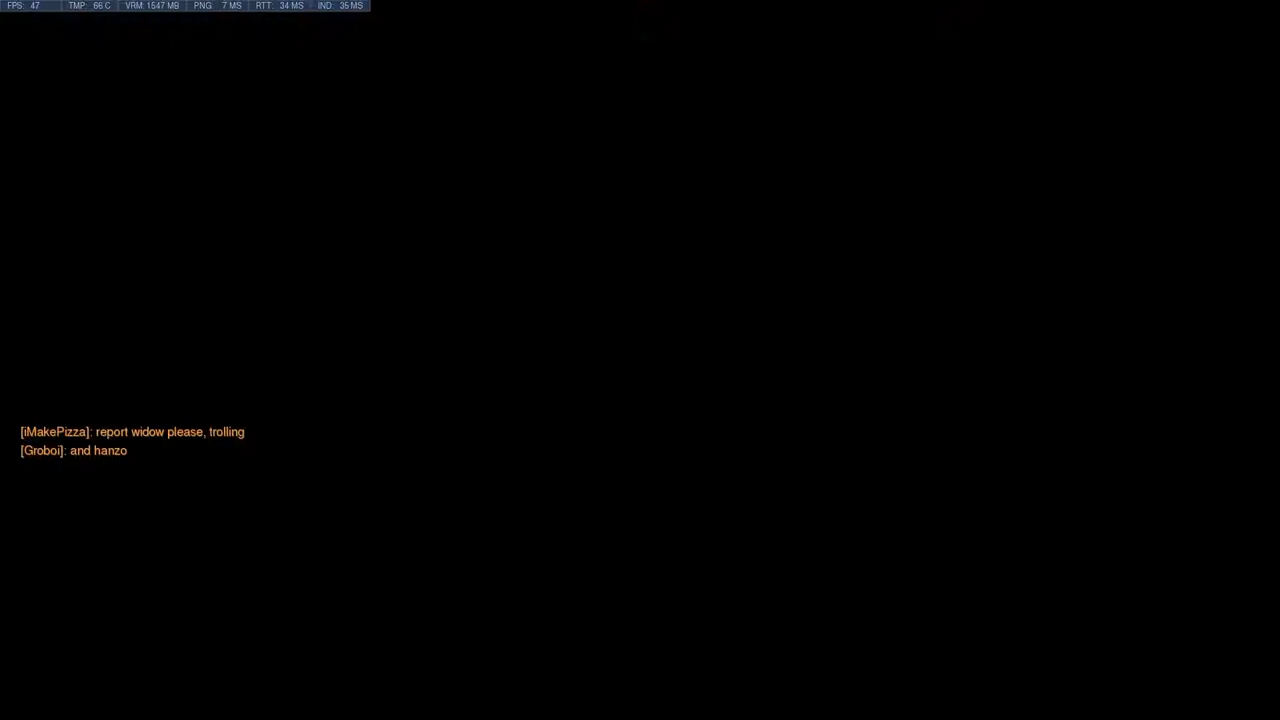 FPS: 47 TMP: 66 C VRM: 1547 MB PNG: 7 MS RTT: 34 MS IND: 35 MS
[iMakePizza]: report widow please, trolling
[Groboi]: and hanzo